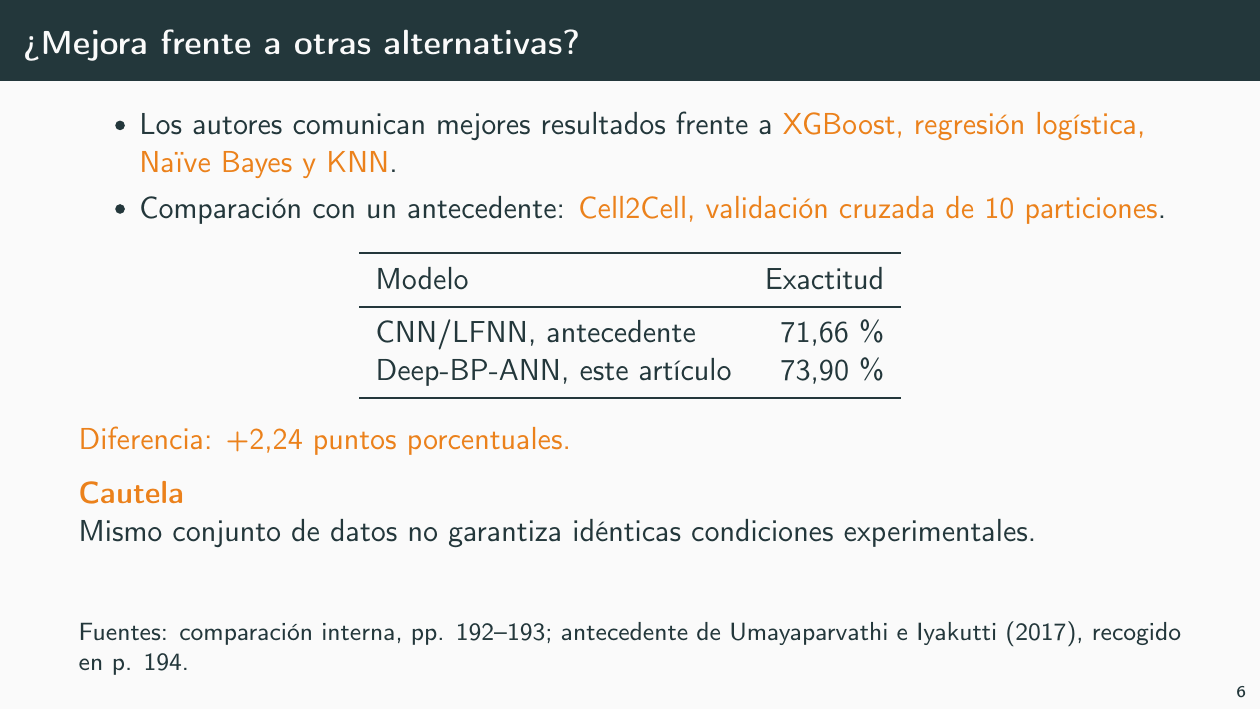 ¿Mejora frente a otras alternativas?
• Los autores comunican mejores resultados frente a XGBoost, regresión logística,
Naïve Bayes y KNN.
• Comparación con un antecedente: Cell2Cell, validación cruzada de 10 particiones.
Modelo Exactitud
CNN/LFNN, antecedente 71,66 %
Deep-BP-ANN, este artículo 73,90 %
Diferencia: +2,24 puntos porcentuales.
Cautela
Mismo conjunto de datos no garantiza idénticas condiciones experimentales.
Fuentes: comparación interna, pp. 192–193; antecedente de Umayaparvathi e Iyakutti (2017), recogido
en p. 194.
6